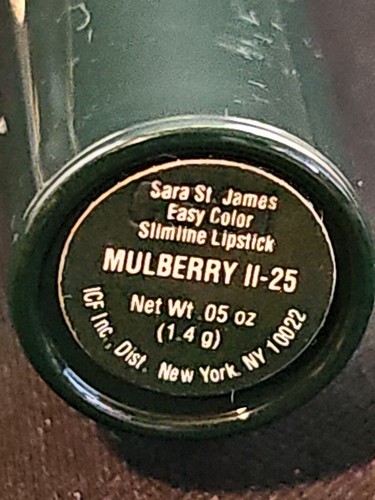 Sara St. James
Easy Color
Slimline Lipstick
MULBERRY II-25
Net Wt .05 oz
(1.4 g)
ICF Inc., Dist. New York, NY 10022